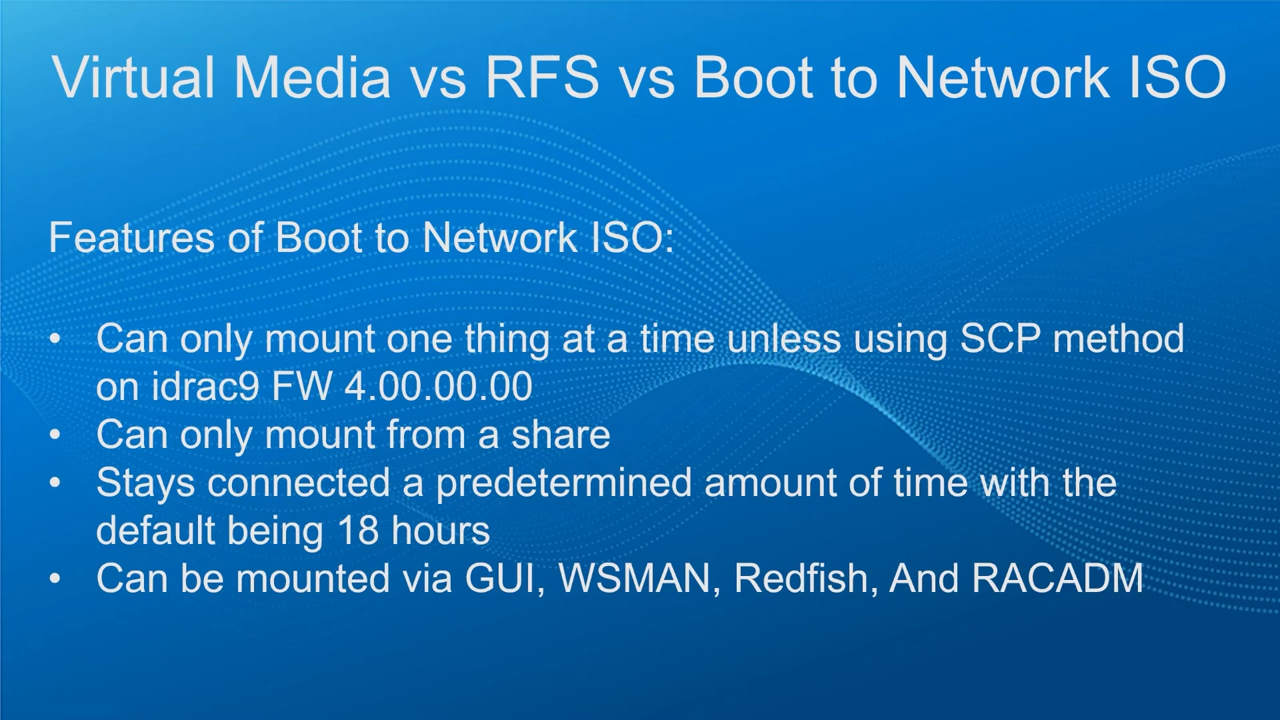 Virtual Media vs RFS vs Boot to Network ISO
Features of Boot to Network ISO:
• Can only mount one thing at a time unless using SCP method
on idrac9 FW 4.00.00.00
• Can only mount from a share
• Stays connected a predetermined amount of time with the
default being 18 hours
• Can be mounted via GUI, WSMAN, Redfish, And RACADM